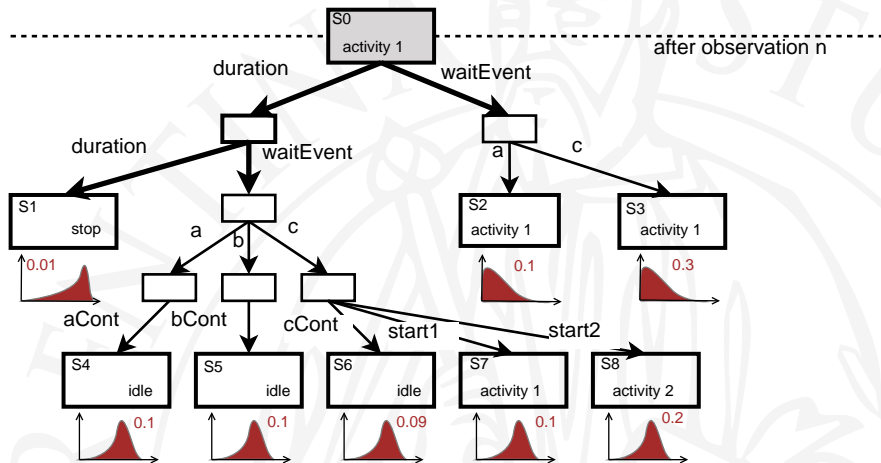 S0
activity 1
after observation n
duration
waitEvent
duration
waitEvent
a
c
S1
stop
S2
activity 1
S3
activity 1
a
b
c
0.01
0.1
0.3
aCont
bCont
cCont
start1
start2
S4
idle
S5
idle
S6
idle
S7
activity 1
S8
activity 2
0.1
0.1
0.09
0.1
0.2